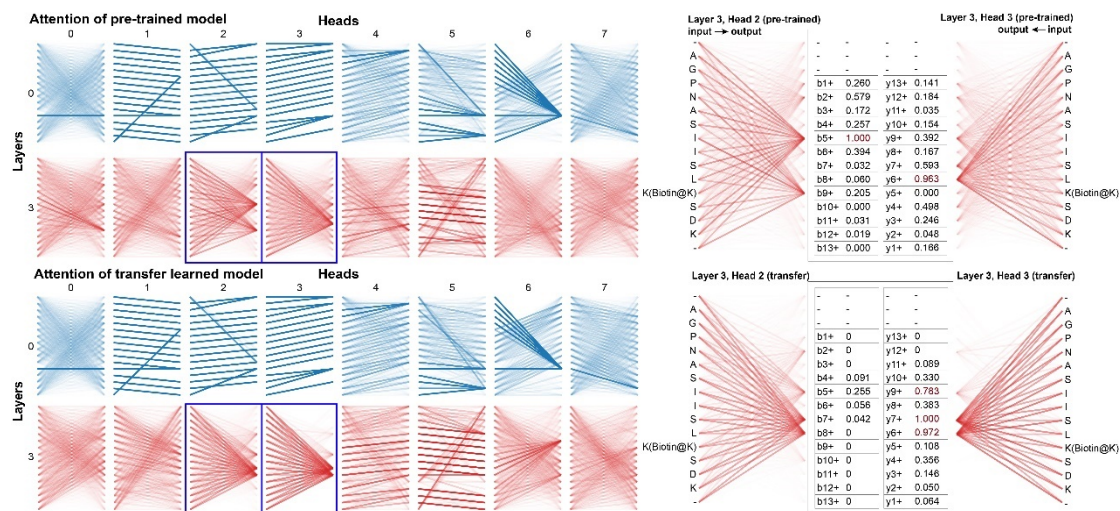 Attention of pre-trained model Heads
0 1 2 3 4 5 6 7
0
Layers
3
Attention of transfer learned model Heads
0 1 2 3 4 5 6 7
0
Layers
3
Layer 3, Head 2 (pre-trained)
input → output
Layer 3, Head 3 (pre-trained)
output ← input
-
A
G
P
N
A
S
I
I
S
L
K(Biotin@K)
S
D
K
-
- - - -
- - - -
- - - -
b1+ 0.260 y13+ 0.141
b2+ 0.579 y12+ 0.184
b3+ 0.172 y11+ 0.035
b4+ 0.257 y10+ 0.154
b5+ 1.000 y9+ 0.392
b6+ 0.394 y8+ 0.167
b7+ 0.032 y7+ 0.593
b8+ 0.060 y6+ 0.963
b9+ 0.205 y5+ 0.000
b10+ 0.000 y4+ 0.498
b11+ 0.031 y3+ 0.246
b12+ 0.019 y2+ 0.048
b13+ 0.000 y1+ 0.166
-
A
G
P
N
A
S
I
I
S
L
K(Biotin@K)
S
D
K
-
Layer 3, Head 2 (transfer)
Layer 3, Head 3 (transfer)
-
A
G
P
N
A
S
I
I
S
L
K(Biotin@K)
S
D
K
-
- - - -
- - - -
- - - -
b1+ 0 y13+ 0
b2+ 0 y12+ 0
b3+ 0 y11+ 0.089
b4+ 0.091 y10+ 0.330
b5+ 0.255 y9+ 0.783
b6+ 0.056 y8+ 0.383
b7+ 0.042 y7+ 1.000
b8+ 0 y6+ 0.972
b9+ 0 y5+ 0.108
b10+ 0 y4+ 0.356
b11+ 0 y3+ 0.146
b12+ 0 y2+ 0.050
b13+ 0 y1+ 0.064
-
A
G
P
N
A
S
I
I
S
L
K(Biotin@K)
S
D
K
-